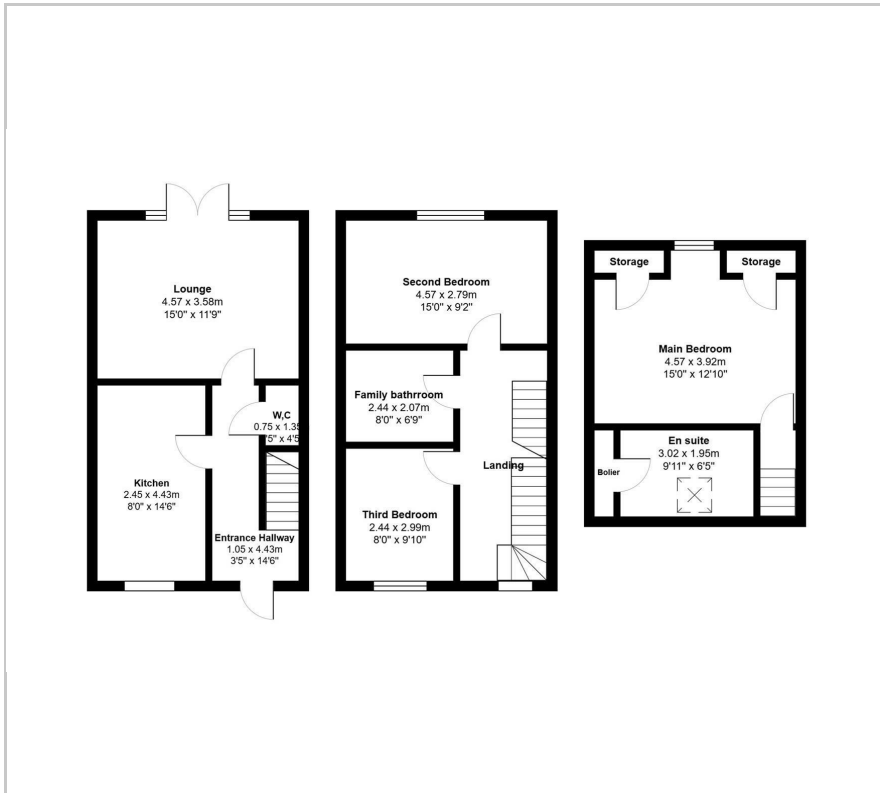 Lounge
4.57 x 3.58m
15'0" x 11'9"
W,C
0.75 x 1.35
'5" x 4'5
Kitchen
2.45 x 4.43m
8'0" x 14'6"
Entrance Hallway
1.05 x 4.43m
3'5" x 14'6"
Second Bedroom
4.57 x 2.79m
15'0" x 9'2"
Family bathrroom
2.44 x 2.07m
8'0" x 6'9"
Landing
Third Bedroom
2.44 x 2.99m
8'0" x 9'10"
Storage
Storage
Main Bedroom
4.57 x 3.92m
15'0" x 12'10"
En suite
3.02 x 1.95m
9'11" x 6'5"
Bolier